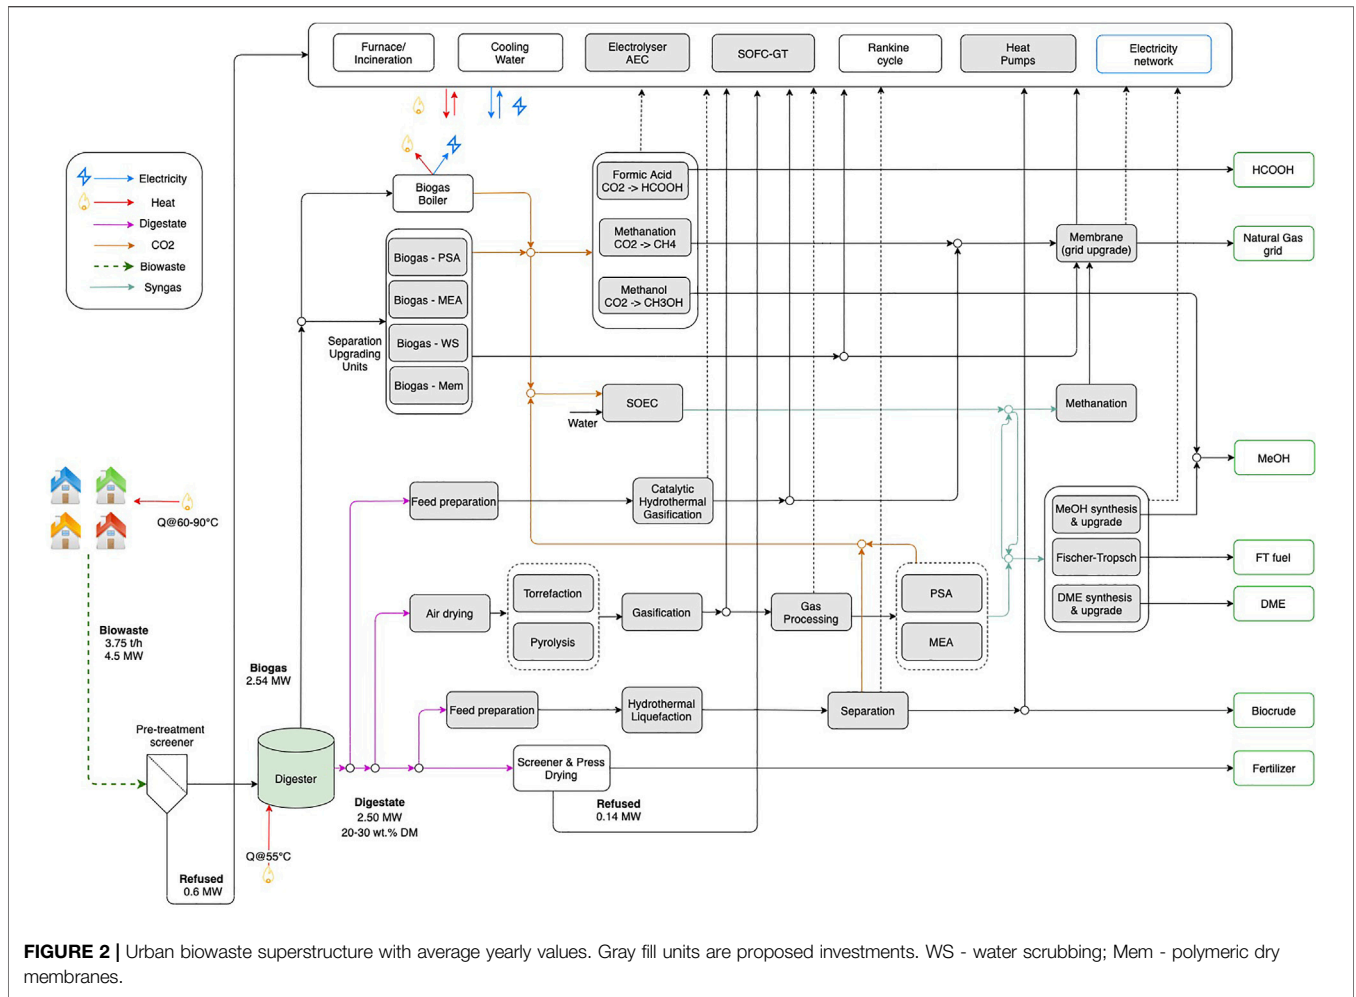 Furnace/
Incineration
Cooling
Water
Electrolyser
AEC
SOFC-GT
Rankine
cycle
Heat
Pumps
Electricity
network
Electricity
Heat
Digestate
CO2
Biowaste
Syngas
Biogas
Boiler
Formic Acid
CO2 -> HCOOH
HCOOH
Methanation
CO2 -> CH4
Membrane
(grid upgrade)
Natural Gas
grid
Biogas - PSA
Biogas - MEA
Methanol
CO2 -> CH3OH
Separation
Upgrading
Units
Biogas - WS
Biogas - Mem
SOEC
Water
Methanation
MeOH
Q@60-90°C
Feed preparation
Catalytic
Hydrothermal
Gasification
MeOH synthesis
& upgrade
Fischer-Tropsch
FT fuel
DME synthesis
& upgrade
DME
Air drying
Torrefaction
Pyrolysis
Gasification
Gas
Processing
PSA
MEA
Biowaste
3.75 t/h
4.5 MW
Biogas
2.54 MW
Feed preparation
Hydrothermal
Liquefaction
Separation
Biocrude
Pre-treatment
screener
Digester
Screener & Press
Drying
Fertilizer
Digestate
2.50 MW
20-30 wt.% DM
Refused
0.14 MW
Q@55°C
Refused
0.6 MW
FIGURE 2 | Urban biowaste superstructure with average yearly values. Gray fill units are proposed investments. WS - water scrubbing; Mem - polymeric dry
membranes.